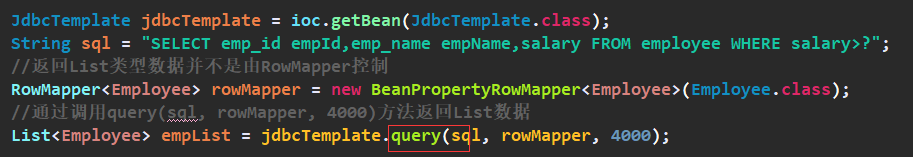 JdbcTemplate jdbcTemplate = ioc.getBean(JdbcTemplate.class);
String sql = "SELECT emp_id empId,emp_name empName,salary FROM employee WHERE salary>?";
//返回List类型数据并不是由RowMapper控制
RowMapper<Employee> rowMapper = new BeanPropertyRowMapper<Employee>(Employee.class);
//通过调用query(sql, rowMapper, 4000)方法返回List数据
List<Employee> empList = jdbcTemplate.query(sql, rowMapper, 4000);